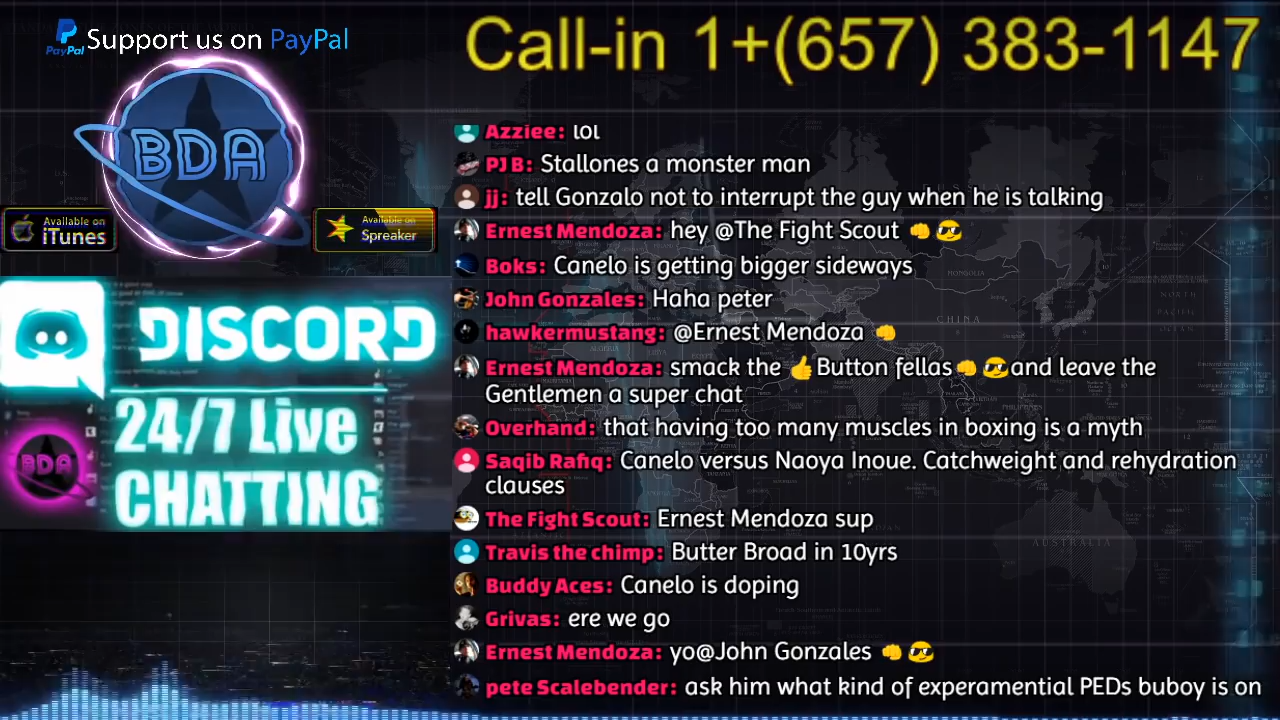 PayPal
Support us on PayPal
Call-in 1+(657) 383-1147
BDA
Available on
iTunes
Available on
Spreaker
DISCORD
24/7 Live
CHATTING
BDA
Azziee: lol
PJ B: Stallones a monster man
jj: tell Gonzalo not to interrupt the guy when he is talking
Ernest Mendoza: hey @The Fight Scout 👊😎
Boks: Canelo is getting bigger sideways
John Gonzales: Haha peter
hawkermustang: @Ernest Mendoza 👊
Ernest Mendoza: smack the 👍Button fellas👊😎and leave the
Gentlemen a super chat
Overhand: that having too many muscles in boxing is a myth
Saqib Rafiq: Canelo versus Naoya Inoue. Catchweight and rehydration
clauses
The Fight Scout: Ernest Mendoza sup
Travis the chimp: Butter Broad in 10yrs
Buddy Aces: Canelo is doping
Grivas: ere we go
Ernest Mendoza: yo@John Gonzales 👊😎
pete Scalebender: ask him what kind of experamential PEDs buboy is on
MONGOLIA
CHINA
NORTH
PACIFIC
OCEAN
AUSTRALIA